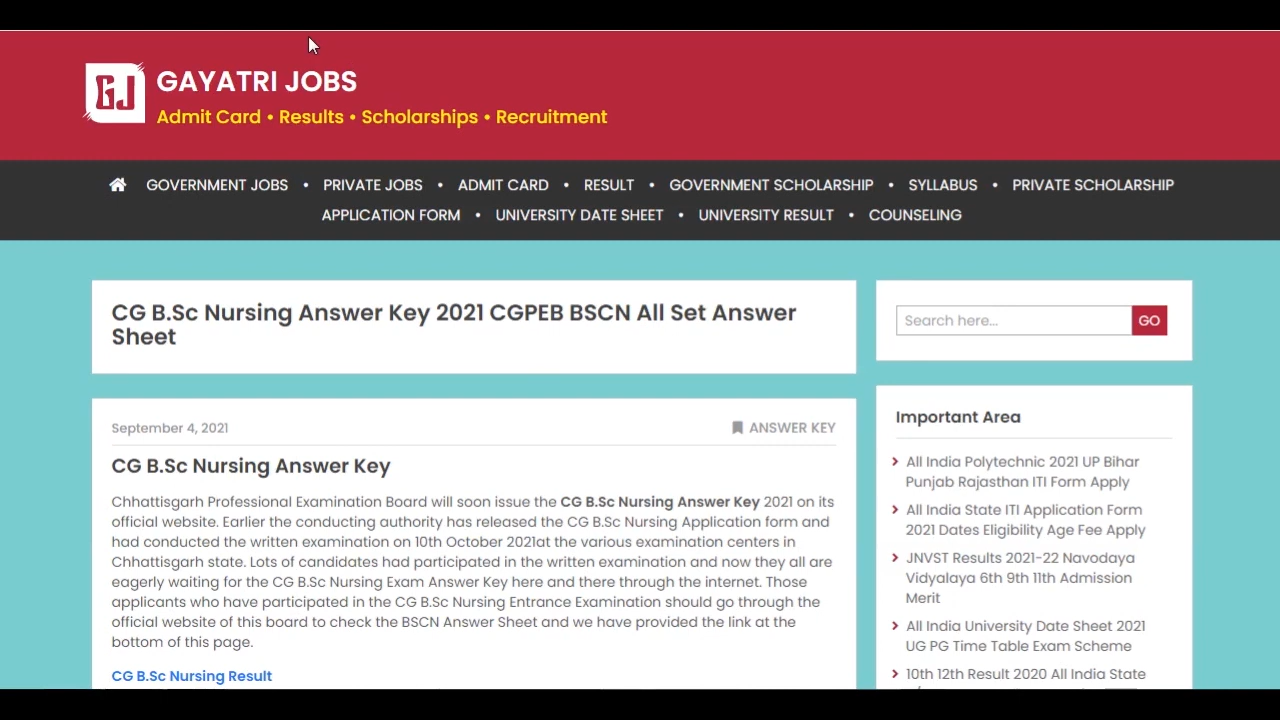 GJ
GAYATRI JOBS
Admit Card • Results • Scholarships • Recruitment
GOVERNMENT JOBS • PRIVATE JOBS • ADMIT CARD • RESULT • GOVERNMENT SCHOLARSHIP • SYLLABUS • PRIVATE SCHOLARSHIP
APPLICATION FORM • UNIVERSITY DATE SHEET • UNIVERSITY RESULT • COUNSELING
CG B.Sc Nursing Answer Key 2021 CGPEB BSCN All Set Answer
Sheet
September 4, 2021
ANSWER KEY
CG B.Sc Nursing Answer Key
Chhattisgarh Professional Examination Board will soon issue the CG B.Sc Nursing Answer Key 2021 on its
official website. Earlier the conducting authority has released the CG B.Sc Nursing Application form and
had conducted the written examination on 10th October 2021at the various examination centers in
Chhattisgarh state. Lots of candidates had participated in the written examination and now they all are
eagerly waiting for the CG B.Sc Nursing Exam Answer Key here and there through the internet. Those
applicants who have participated in the CG B.Sc Nursing Entrance Examination should go through the
official website of this board to check the BSCN Answer Sheet and we have provided the link at the
bottom of this page.
CG B.Sc Nursing Result
Search here...
GO
Important Area
All India Polytechnic 2021 UP Bihar
Punjab Rajasthan ITI Form Apply
All India State ITI Application Form
2021 Dates Eligibility Age Fee Apply
JNVST Results 2021-22 Navodaya
Vidyalaya 6th 9th 11th Admission
Merit
All India University Date Sheet 2021
UG PG Time Table Exam Scheme
10th 12th Result 2020 All India State